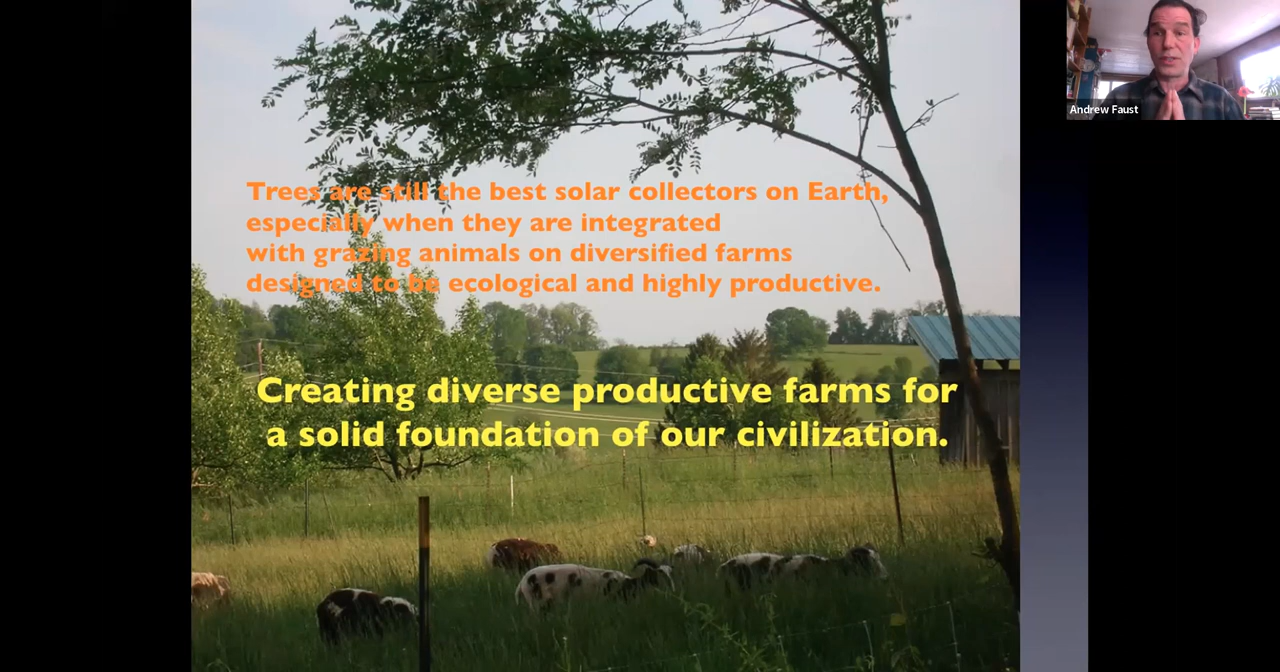 Andrew Faust
Trees are still the best solar collectors on Earth,
especially when they are integrated
with grazing animals on diversified farms
designed to be ecological and highly productive.
Creating diverse productive farms for
a solid foundation of our civilization.